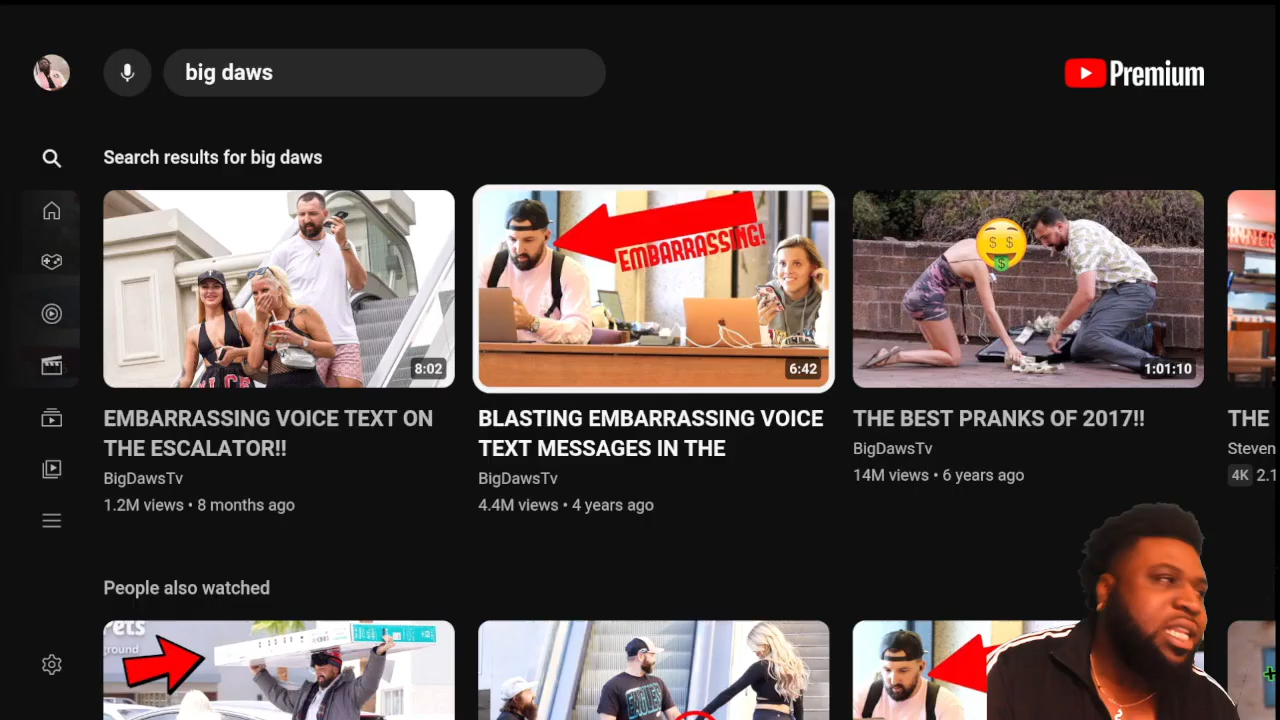 big daws
Premium
Search results for big daws
EMBARRASSING!
8:02
6:42
1:01:10
EMBARRASSING VOICE TEXT ON
THE ESCALATOR!!
BigDawsTv
1.2M views • 8 months ago
BLASTING EMBARRASSING VOICE
TEXT MESSAGES IN THE
BigDawsTv
4.4M views • 4 years ago
THE BEST PRANKS OF 2017!!
BigDawsTv
14M views • 6 years ago
THE
Steven
4K 2.1
People also watched